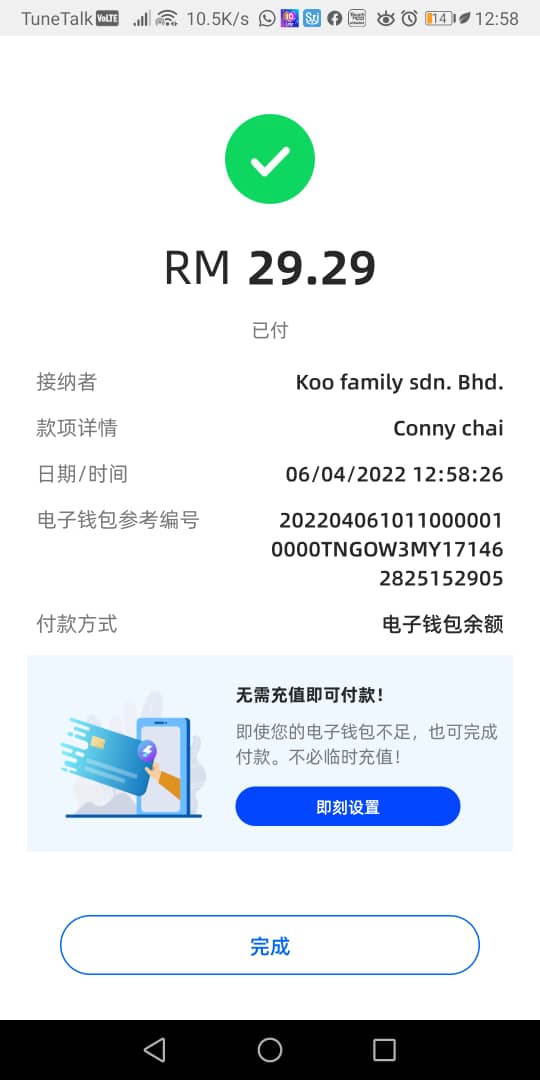 TuneTalk VoLTE 10.5K/s 14 12:58
RM 29.29
已付
接纳者 Koo family sdn. Bhd.
款项详情 Conny chai
日期/时间 06/04/2022 12:58:26
电子钱包参考编号 202204061011000001
0000TNGOW3MY17146
2825152905
付款方式 电子钱包余额
无需充值即可付款!
即使您的电子钱包不足，也可完成
付款。不必临时充值!
即刻设置
完成